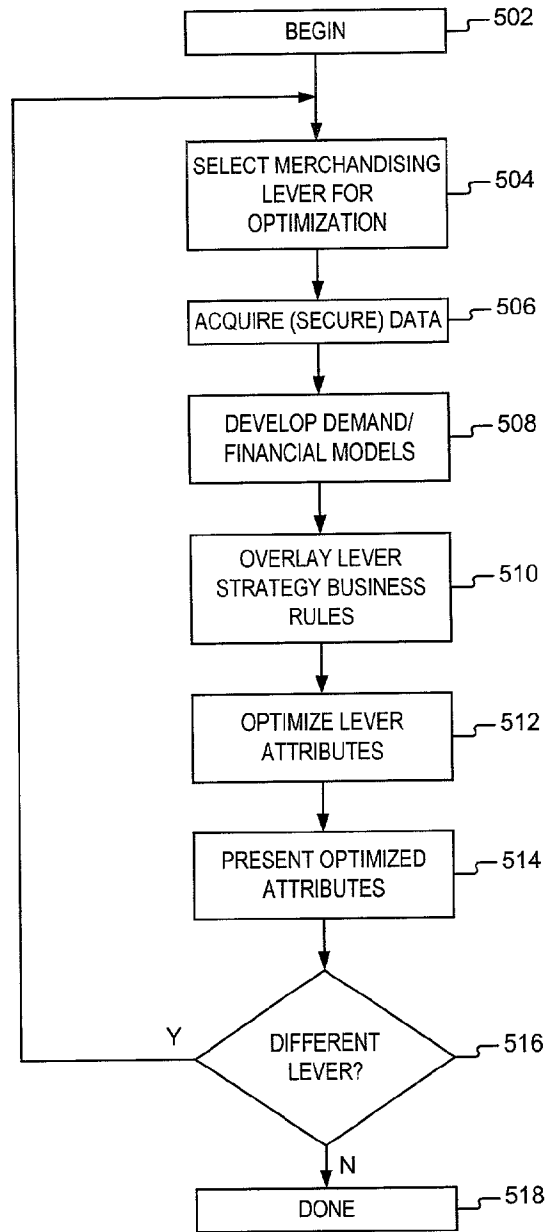 BEGIN
502
SELECT MERCHANDISING
LEVER FOR
OPTIMIZATION
504
ACQUIRE (SECURE) DATA
506
DEVELOP DEMAND/
FINANCIAL MODELS
508
OVERLAY LEVER
STRATEGY BUSINESS
RULES
510
OPTIMIZE LEVER
ATTRIBUTES
512
PRESENT OPTIMIZED
ATTRIBUTES
514
Y
DIFFERENT
LEVER?
516
N
DONE
518